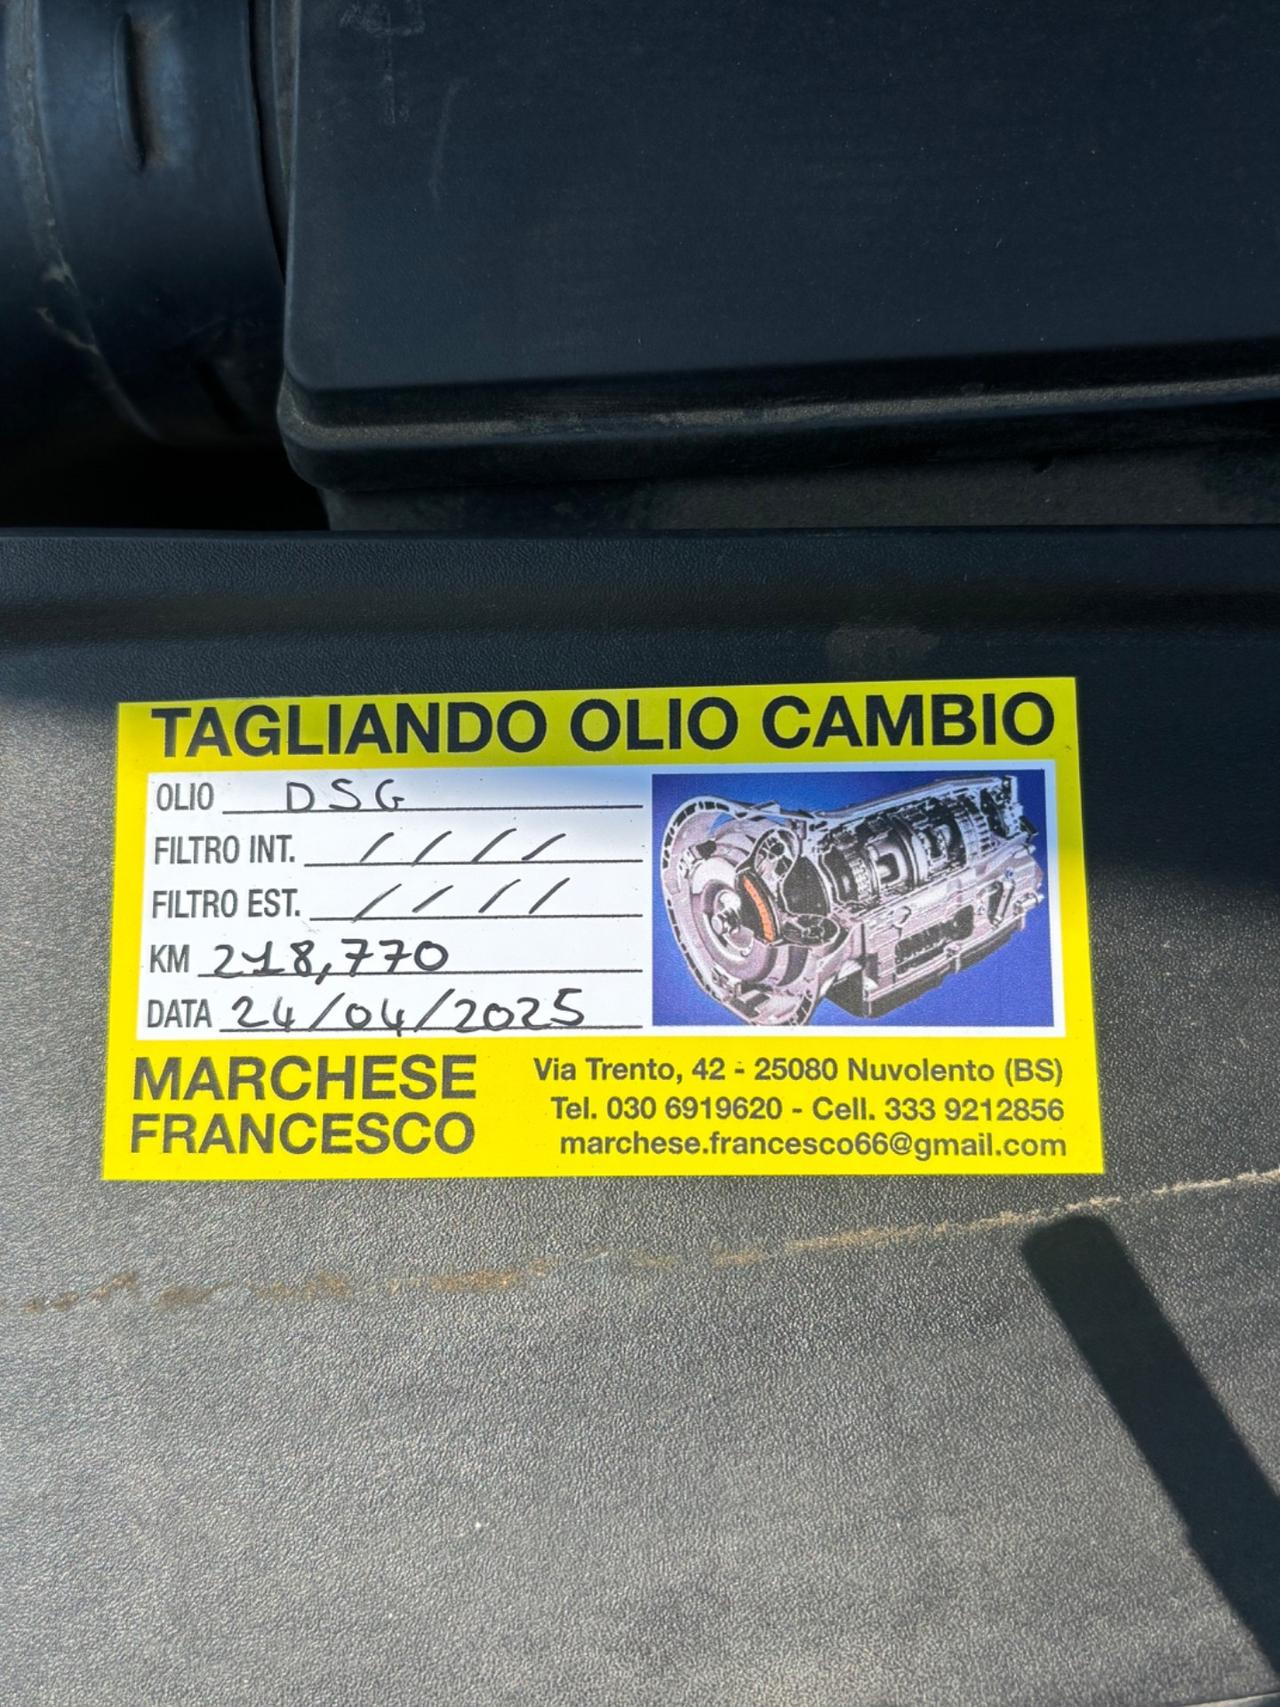 TAGLIANDO OLIO CAMBIO
OLIO DSG
FILTRO INT. / / / /
FILTRO EST. / / / /
KM 218,770
DATA 24/04/2025
MARCHESE
FRANCESCO
Via Trento, 42 - 25080 Nuvolento (BS)
Tel. 030 6919620 - Cell. 333 9212856
marchese.francesco66@gmail.com